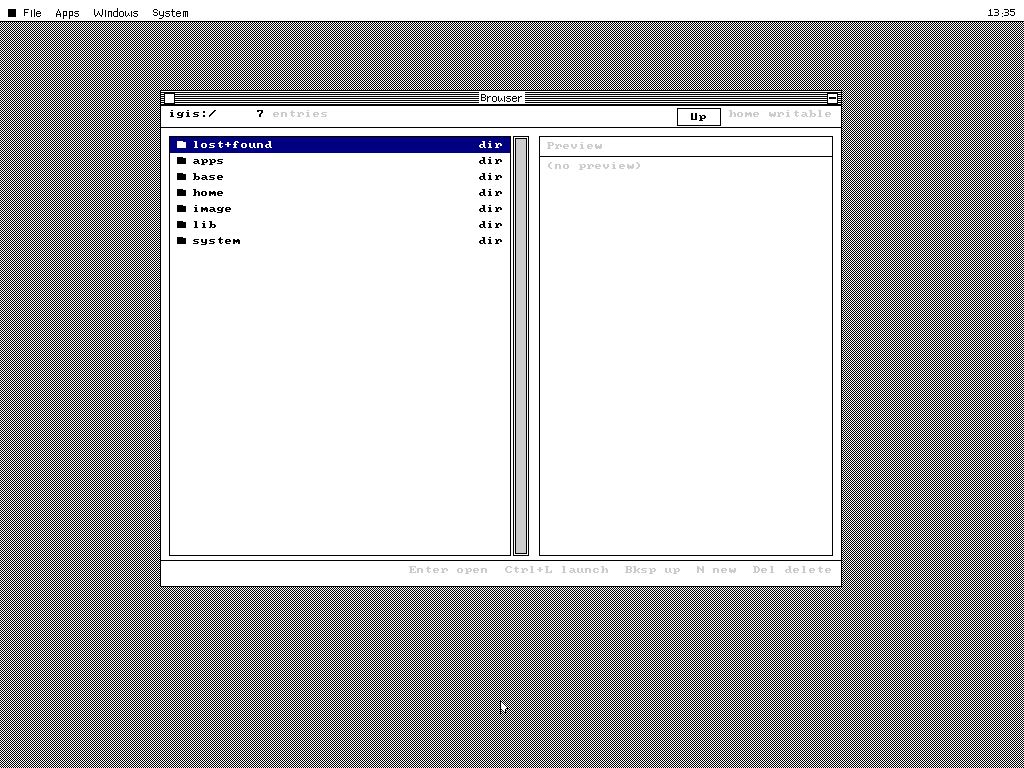 File Apps Windows System 13:35
Browser
igis:/ 7 entries Up home writable
lost+found dir
apps dir
base dir
home dir
image dir
lib dir
system dir
Preview
(no preview)
Enter open Ctrl+L launch Bksp up N new Del delete